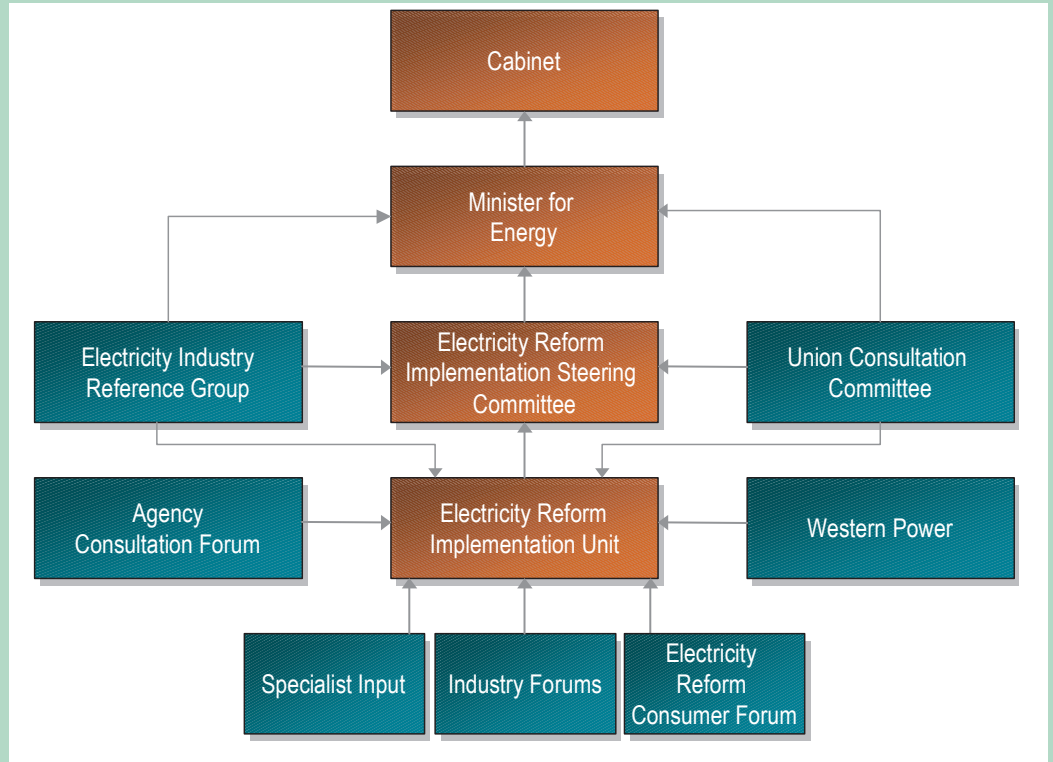 Cabinet
Minister for
Energy
Electricity Industry
Reference Group
Electricity Reform
Implementation Steering
Committee
Union Consultation
Committee
Agency
Consultation Forum
Electricity Reform
Implementation Unit
Western Power
Specialist Input
Industry Forums
Electricity
Reform
Consumer Forum